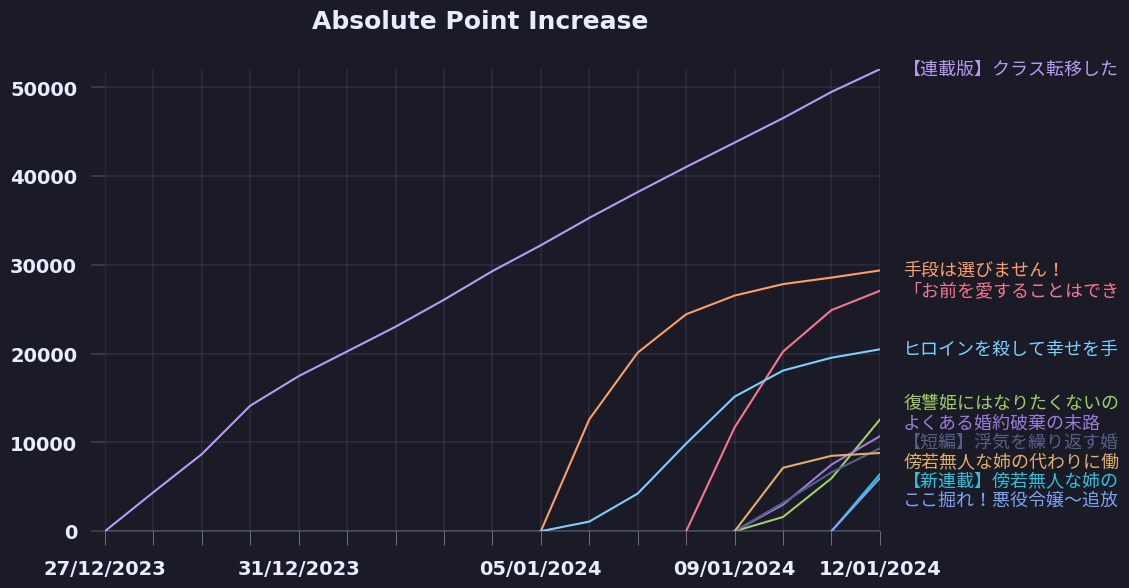 Absolute Point Increase
50000
40000
30000
20000
10000
0
27/12/2023
31/12/2023
05/01/2024
09/01/2024
12/01/2024
【連載版】クラス転移した
手段は選びません！
「お前を愛することはでき
ヒロインを殺して幸せを手
復讐姫にはなりたくないの
よくある婚約破棄の末路
【短編】浮気を繰り返す婚
傍若無人な姉の代わりに働
【新連載】傍若無人な姉の
ここ掘れ！悪役令嬢～追放